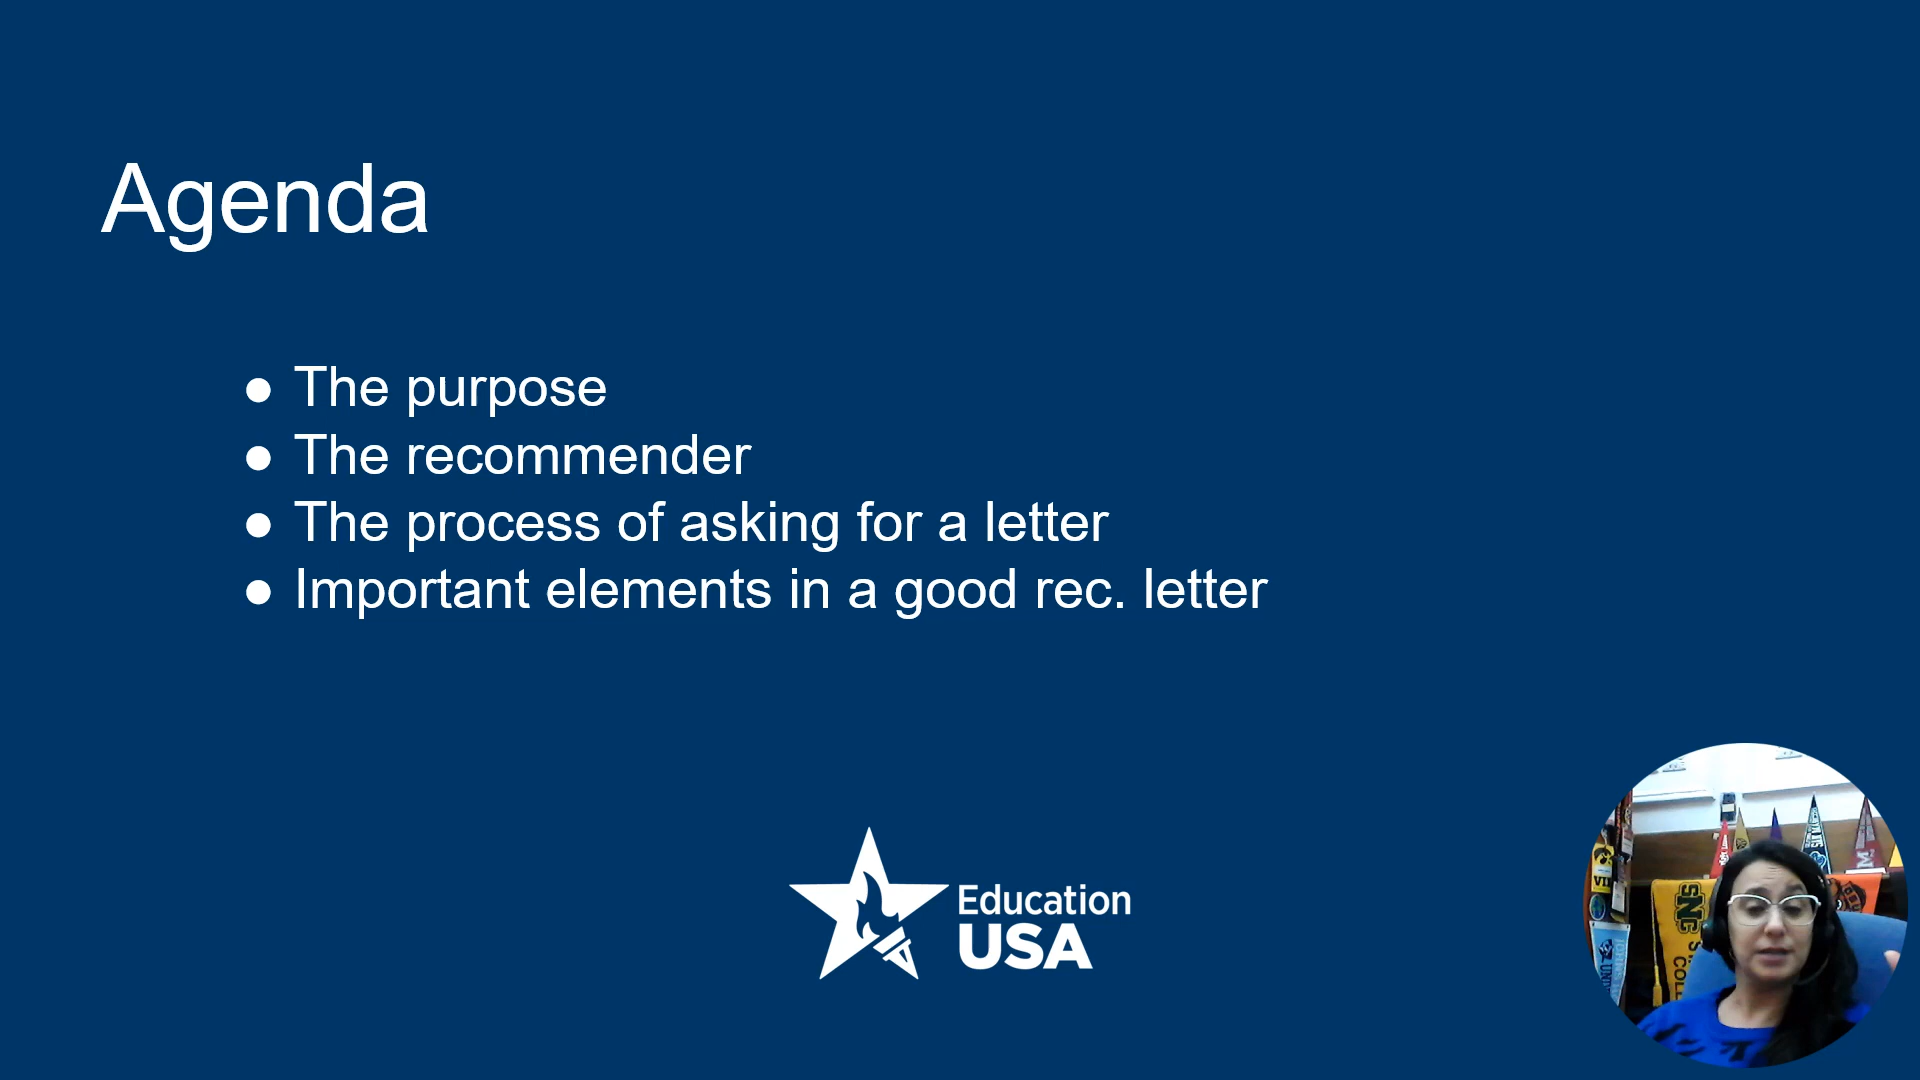 Agenda
● The purpose
● The recommender
● The process of asking for a letter
● Important elements in a good rec. letter
Education
USA
SNC